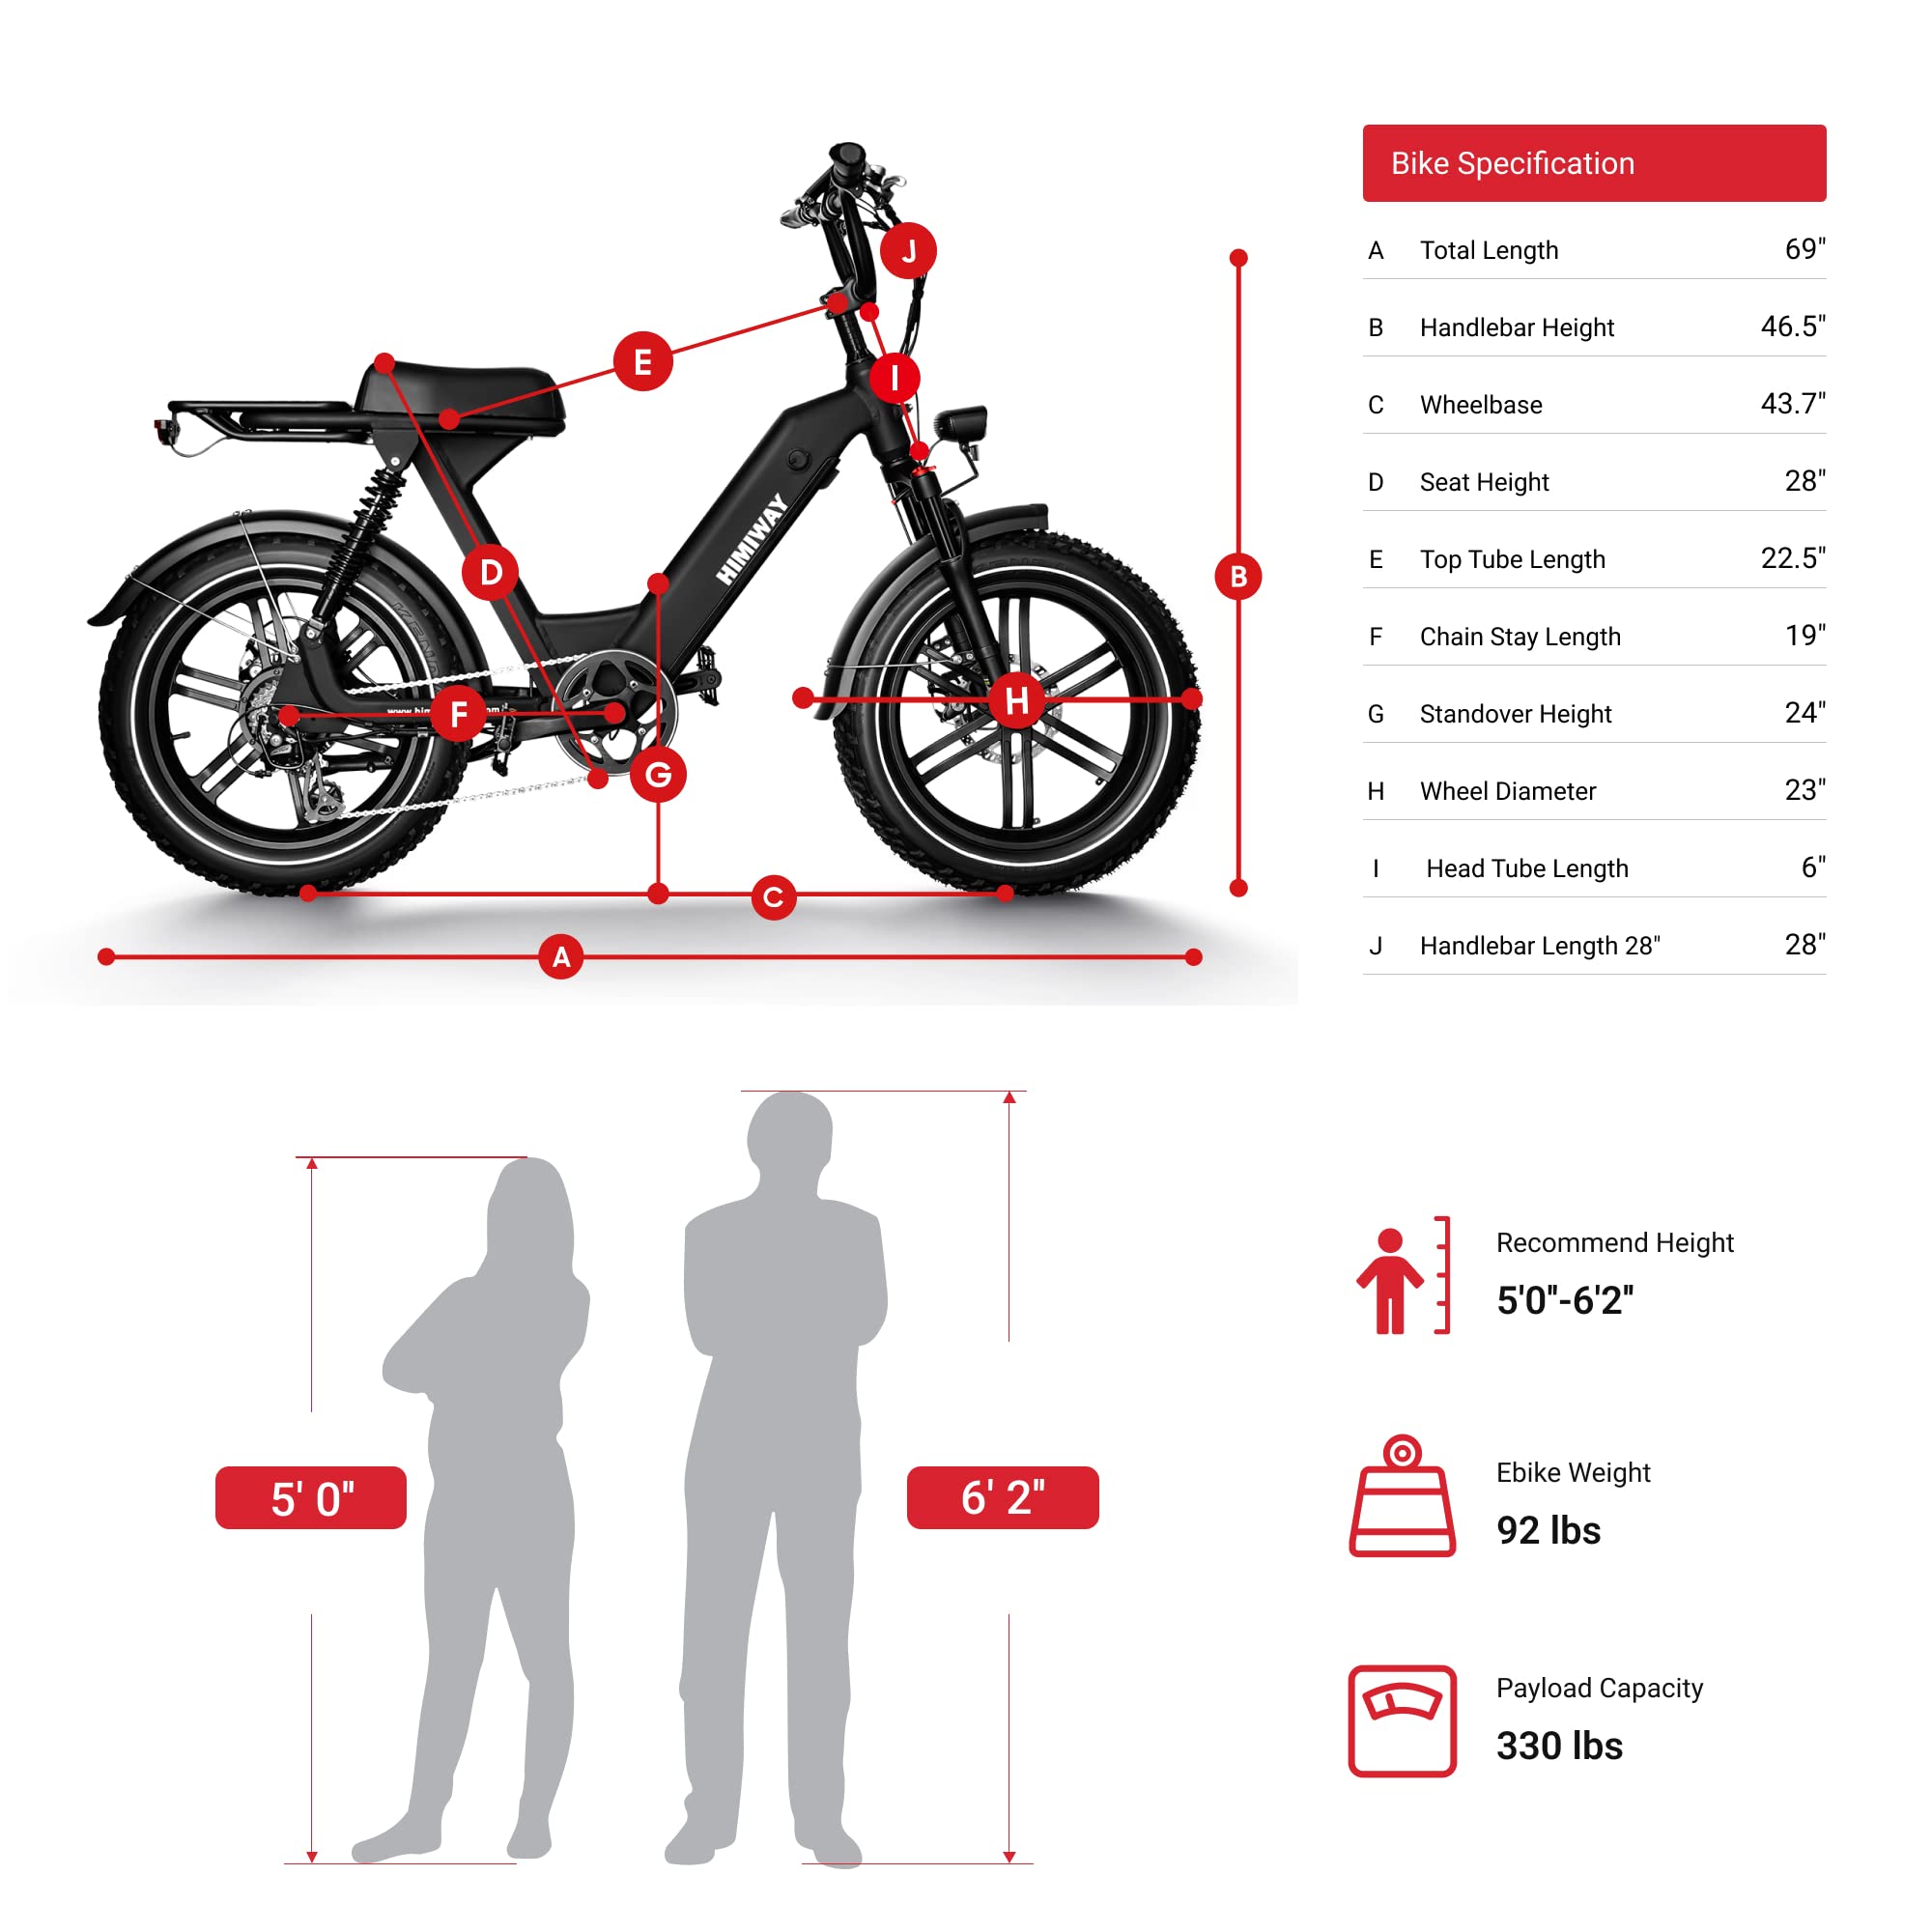 Bike Specification
A Total Length 69"
B Handlebar Height 46.5"
C Wheelbase 43.7"
D Seat Height 28"
E Top Tube Length 22.5"
F Chain Stay Length 19"
G Standover Height 24"
H Wheel Diameter 23"
I Head Tube Length 6"
J Handlebar Length 28" 28"
J
E
I
HIMIWAY
D
B
H
F
G
C
A
5' 0"
6' 2"
Recommend Height
5'0"-6'2"
Ebike Weight
92 lbs
Payload Capacity
330 lbs